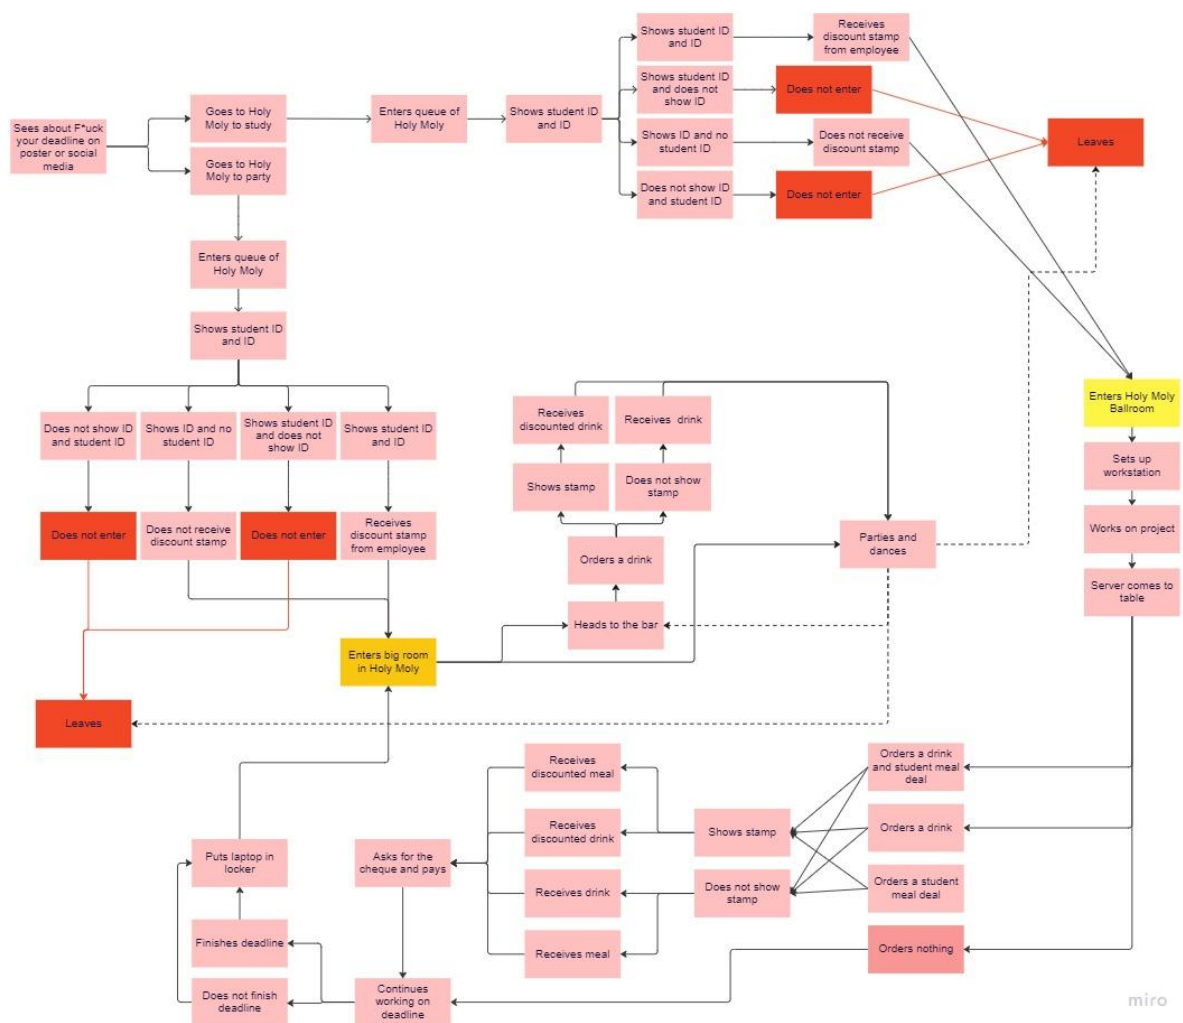 Sees about F*uck
your deadline on
poster or social
media
Goes to Holy
Moly to study
Goes to Holy
Moly to party
Enters queue of
Holy Moly
Shows student ID
and ID
Shows student ID
and ID
Receives
discount stamp
from employee
Shows student ID
and does not
show ID
Does not enter
Shows ID and no
student ID
Does not receive
discount stamp
Does not show ID
and student ID
Does not enter
Leaves
Enters queue of
Holy Moly
Shows student ID
and ID
Does not show ID
and student ID
Shows ID and no
student ID
Shows student ID
and does not
show ID
Shows student ID
and ID
Does not enter
Does not receive
discount stamp
Does not enter
Receives
discount stamp
from employee
Enters big room
in Holy Moly
Leaves
Receives
discounted drink
Receives drink
Shows stamp
Does not show
stamp
Orders a drink
Heads to the bar
Parties and
dances
Enters Holy Moly
Ballroom
Sets up
workstation
Works on project
Server comes to
table
Orders a drink
and student meal
deal
Orders a drink
Orders a student
meal deal
Orders nothing
Shows stamp
Does not show
stamp
Receives
discounted meal
Receives
discounted drink
Receives drink
Receives meal
Asks for the
cheque and pays
Continues
working on
deadline
Puts laptop in
locker
Finishes deadline
Does not finish
deadline
miro